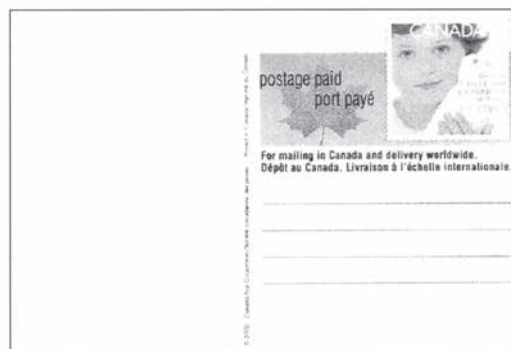 CANADA
postage paid
port payé
For mailing in Canada and delivery worldwide.
Dépôt au Canada. Livraison à l'échelle internationale.